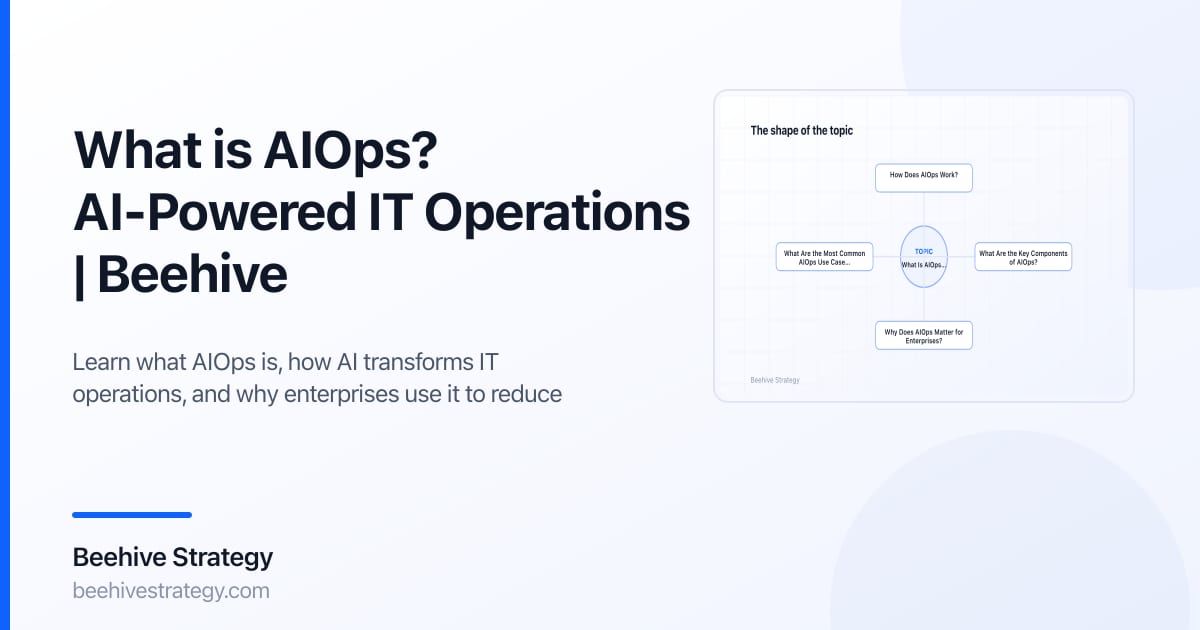 What is AIOps?
AI-Powered IT Operations
| Beehive
Learn what AIOps is, how AI transforms IT
operations, and why enterprises use it to reduce
Beehive Strategy
beehivestrategy.com
The shape of the topic
How Does AIOps Work?
What Are the Most Common
AIOps Use Case...
TOPIC
What Is AIOps...
What Are the Key Components
of AIOps?
Why Does AIOps Matter for
Enterprises?
Beehive Strategy